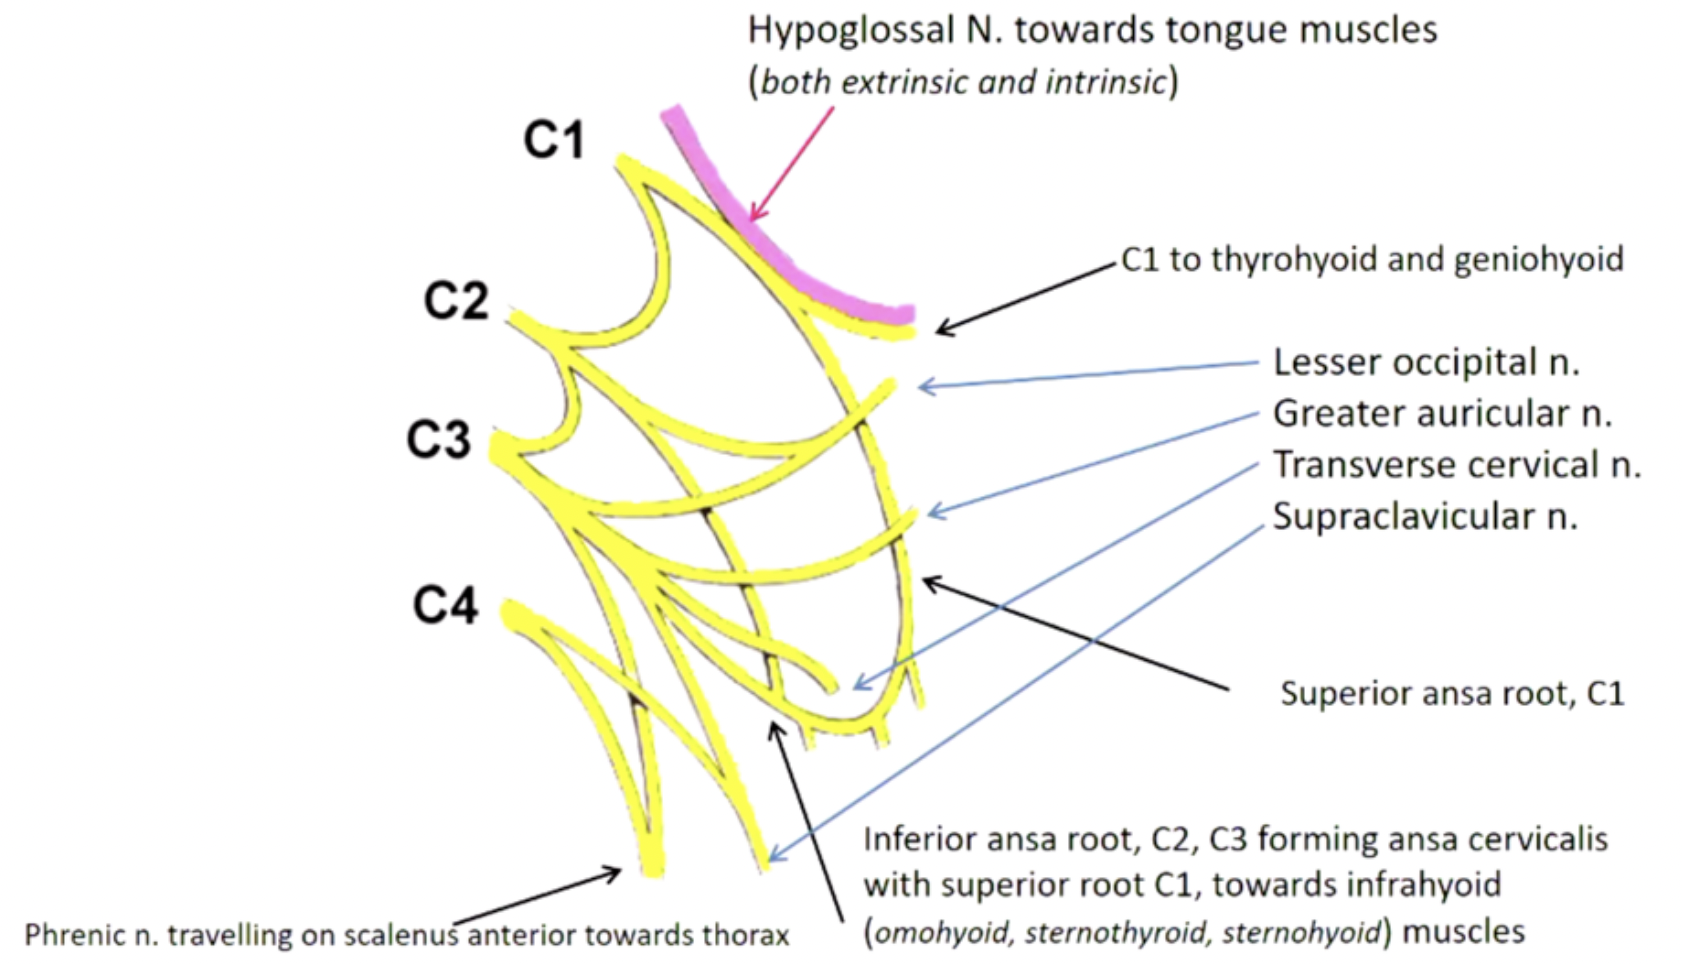 Hypoglossal N. towards tongue muscles
(both extrinsic and intrinsic)
C1
C1 to thyrohyoid and geniohyoid
C2
Lesser occipital n.
Greater auricular n.
C3
Transverse cervical n.
Supraclavicular n.
C4
Superior ansa root, C1
Inferior ansa root, C2, C3 forming ansa cervicalis
with superior root C1, towards infrahyoid
(omohyoid, sternothyroid, sternohyoid) muscles
Phrenic n. travelling on scalenus anterior towards thorax